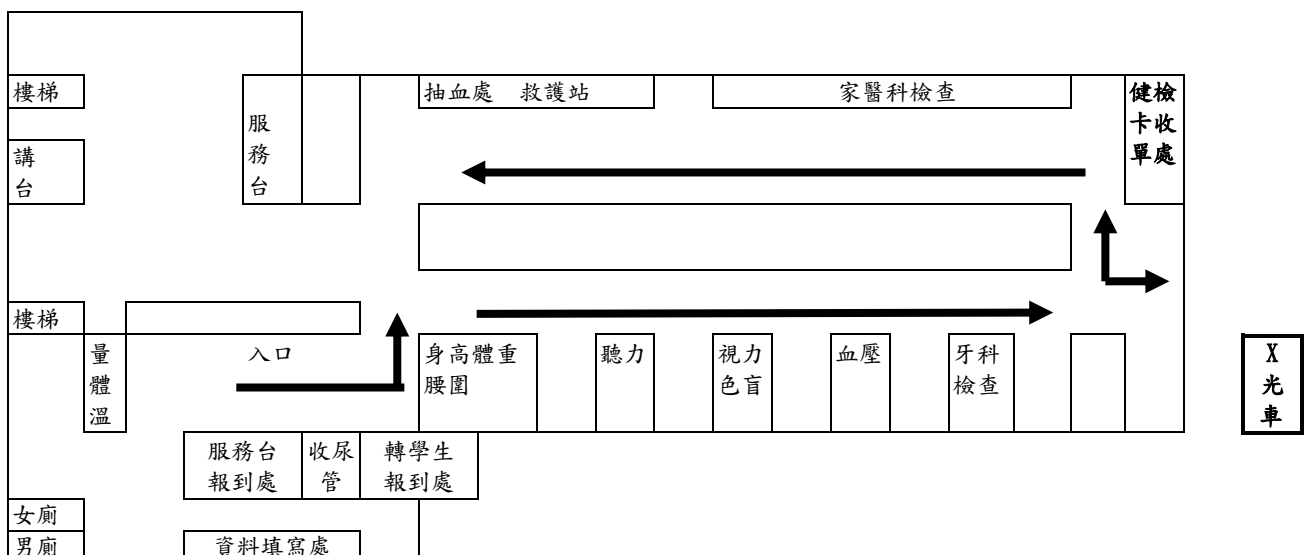 樓梯
服務台
抽血處 救護站
家醫科檢查
健檢
卡收
單處
講台
樓梯
量體溫
入口
身高體重
腰圍
聽力
視力
色盲
血壓
牙科
檢查
X光車
服務台
報到處
收尿
管
轉學生
報到處
女廁
男廁
資料填寫處